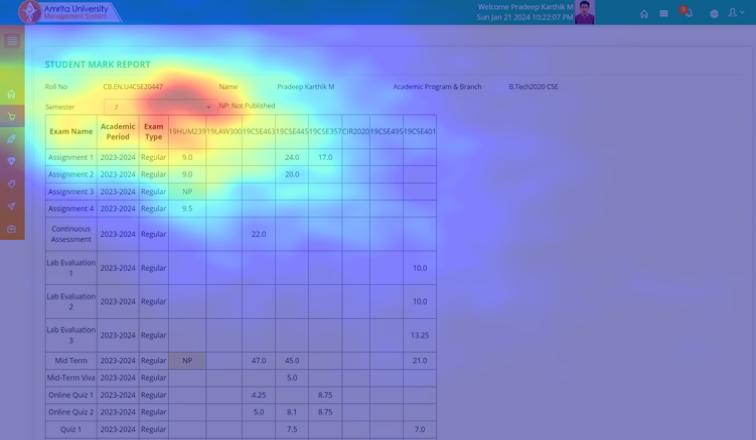 Amrita University
Management System
Welcome Pradeep Karthik M
Sun Jan 21 2024 10:22:07 PM
STUDENT MARK REPORT
Roll No CB.EN.U4CSE20447 Name Pradeep Karthik M Academic Program & Branch B.Tech2020 CSE
Semester 7 NP: Not Published
Exam Name Academic Period Exam Type 19HUM239 19LAW300 19CSE463 19CSE445 19CSE357 CIR2020 19CSE495 19CSE401
Assignment 1 2023-2024 Regular 9.0 24.0 17.0
Assignment 2 2023-2024 Regular 9.0 20.0
Assignment 3 2023-2024 Regular NP
Assignment 4 2023-2024 Regular 9.5
Continuous Assessment 2023-2024 Regular 22.0
Lab Evaluation 1 2023-2024 Regular 10.0
Lab Evaluation 2 2023-2024 Regular 10.0
Lab Evaluation 3 2023-2024 Regular 13.25
Mid Term 2023-2024 Regular NP 47.0 45.0 21.0
Mid-Term Viva 2023-2024 Regular 5.0
Online Quiz 1 2023-2024 Regular 4.25 8.75
Online Quiz 2 2023-2024 Regular 5.0 8.1 8.75
Quiz 1 2023-2024 Regular 7.5 7.0